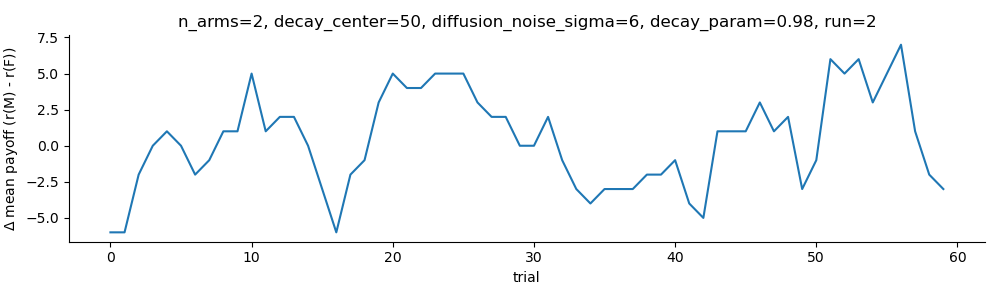 n_arms=2, decay_center=50, diffusion_noise_sigma=6, decay_param=0.98, run=2
Δ mean payoff (r(M) - r(F))
7.5
5.0
2.5
0.0
−2.5
−5.0
0 10 20 30 40 50 60
trial